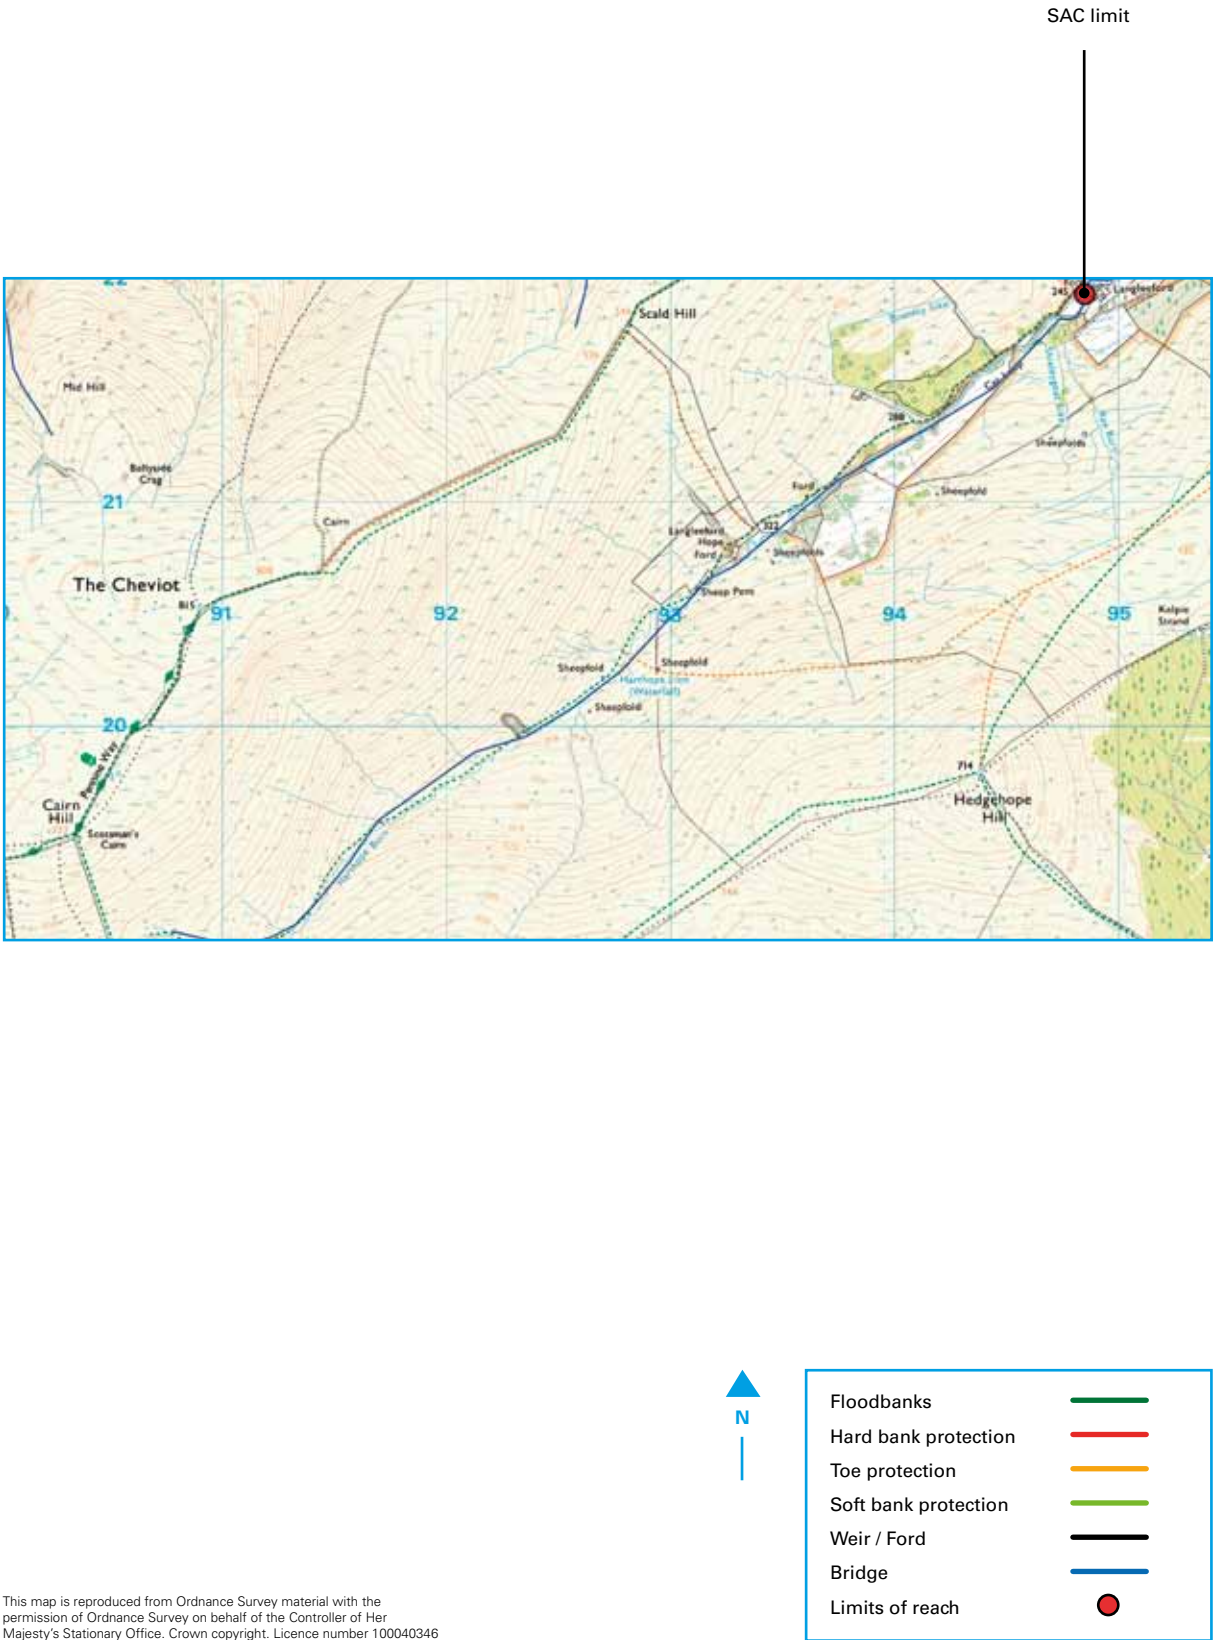 SAC limit
22
245
Langleeford
Scald Hill
Mid Hill
288
Sheepfolds
Bellyside
Crag
21
Ford
Sheepfold
Cairn
Langleeford
Hope
322
Ford
Sheepfolds
The Cheviot
Sheep Pens
815
91
92
93
94
95
Kelpie
Strand
Sheepfold
Sheepfold
Harthope Linn
(Waterfall)
Sheepfold
20
Pennine Way
714
Hedgehope
Hill
Cairn
Hill
Scotsman's
Cairn
Harthope Burn
N
Floodbanks
Hard bank protection
Toe protection
Soft bank protection
Weir / Ford
Bridge
Limits of reach
This map is reproduced from Ordnance Survey material with the
permission of Ordnance Survey on behalf of the Controller of Her
Majesty's Stationary Office. Crown copyright. Licence number 100040346